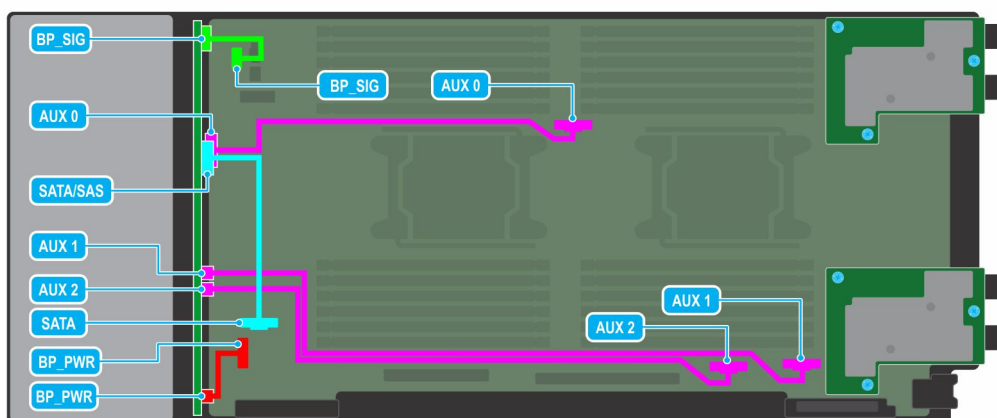 BP_SIG
BP_SIG
AUX 0
AUX 0
SATA/SAS
AUX 1
AUX 2
AUX 1
SATA
AUX 2
BP_PWR
BP_PWR